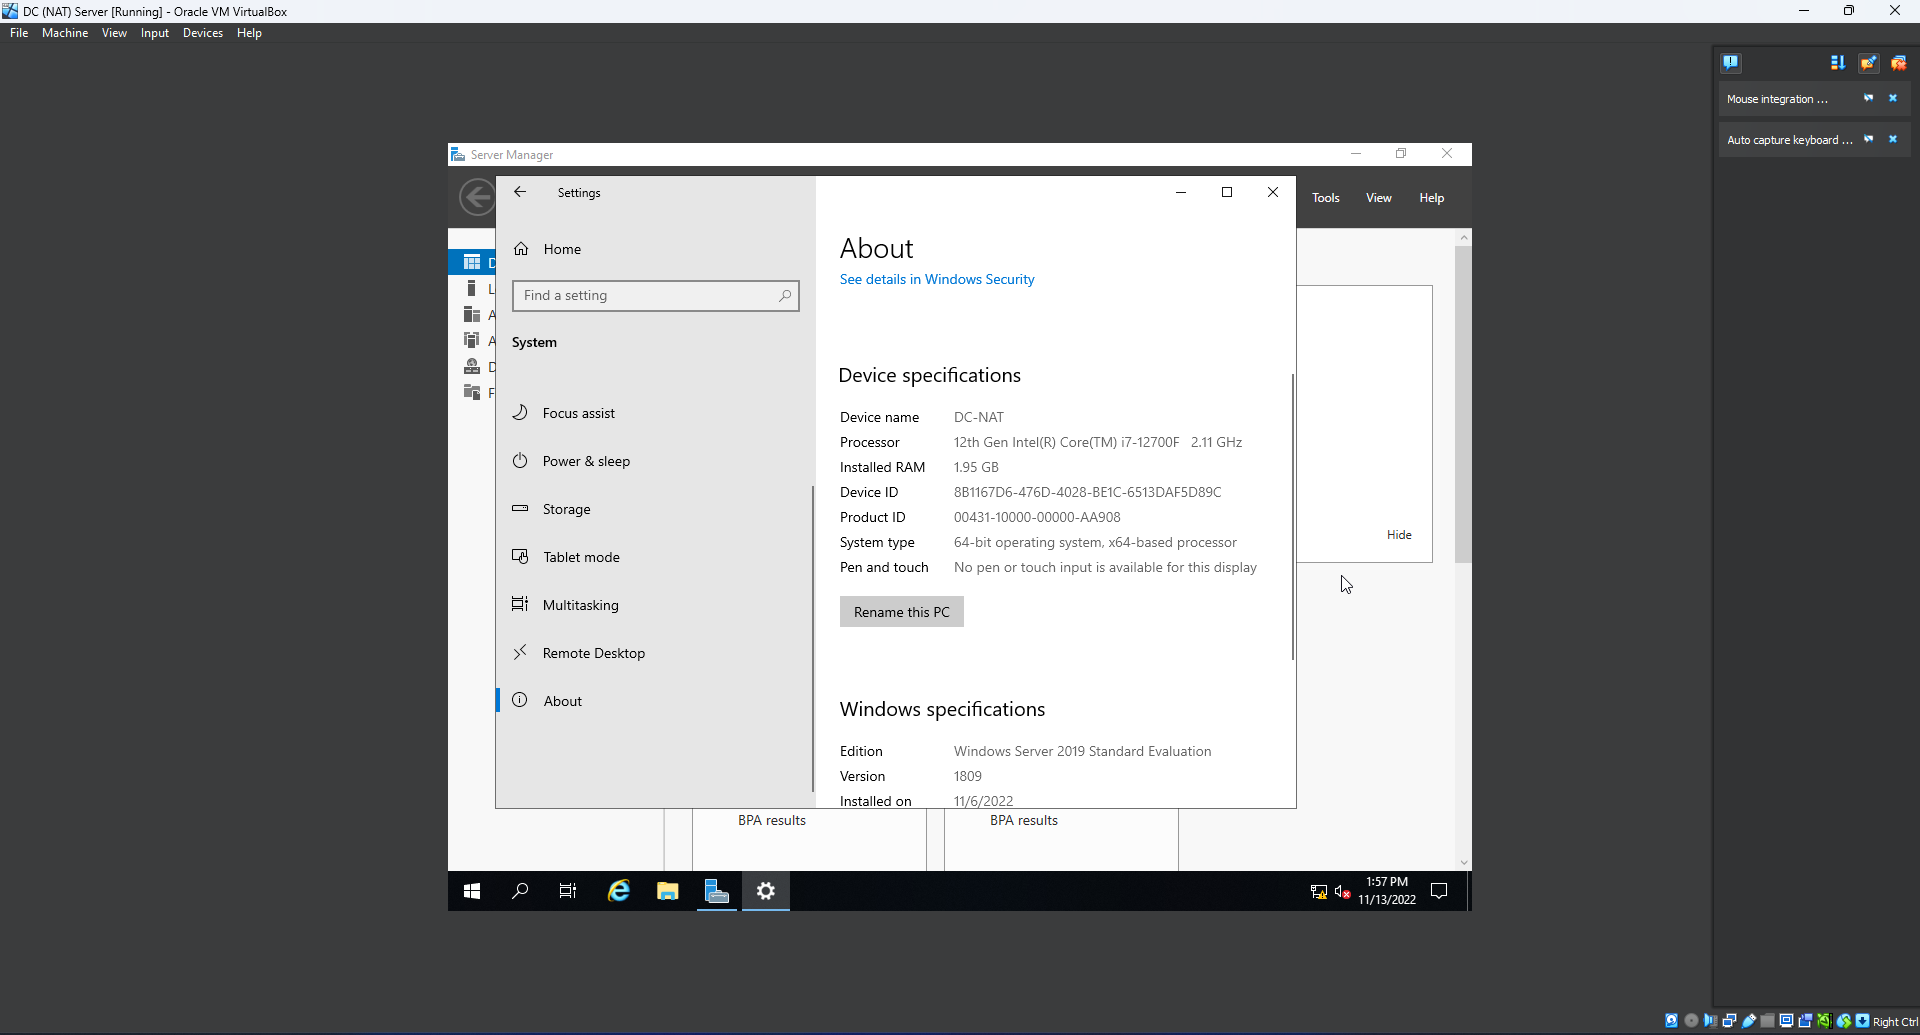 DC (NAT) Server [Running] - Oracle VM VirtualBox
File Machine View Input Devices Help
Mouse integration ...
Auto capture keyboard ...
Server Manager
Settings
Tools View Help
Home
Find a setting
System
Focus assist
Power & sleep
Storage
Tablet mode
Multitasking
Remote Desktop
About
About
See details in Windows Security
Device specifications
Device name DC-NAT
Processor 12th Gen Intel(R) Core(TM) i7-12700F 2.11 GHz
Installed RAM 1.95 GB
Device ID 8B1167D6-476D-4028-BE1C-6513DAF5D89C
Product ID 00431-10000-00000-AA908
System type 64-bit operating system, x64-based processor
Pen and touch No pen or touch input is available for this display
Rename this PC
Windows specifications
Edition Windows Server 2019 Standard Evaluation
Version 1809
Installed on 11/6/2022
D
L
A
A
D
F
Hide
BPA results
BPA results
1:57 PM
11/13/2022
Right Ctrl